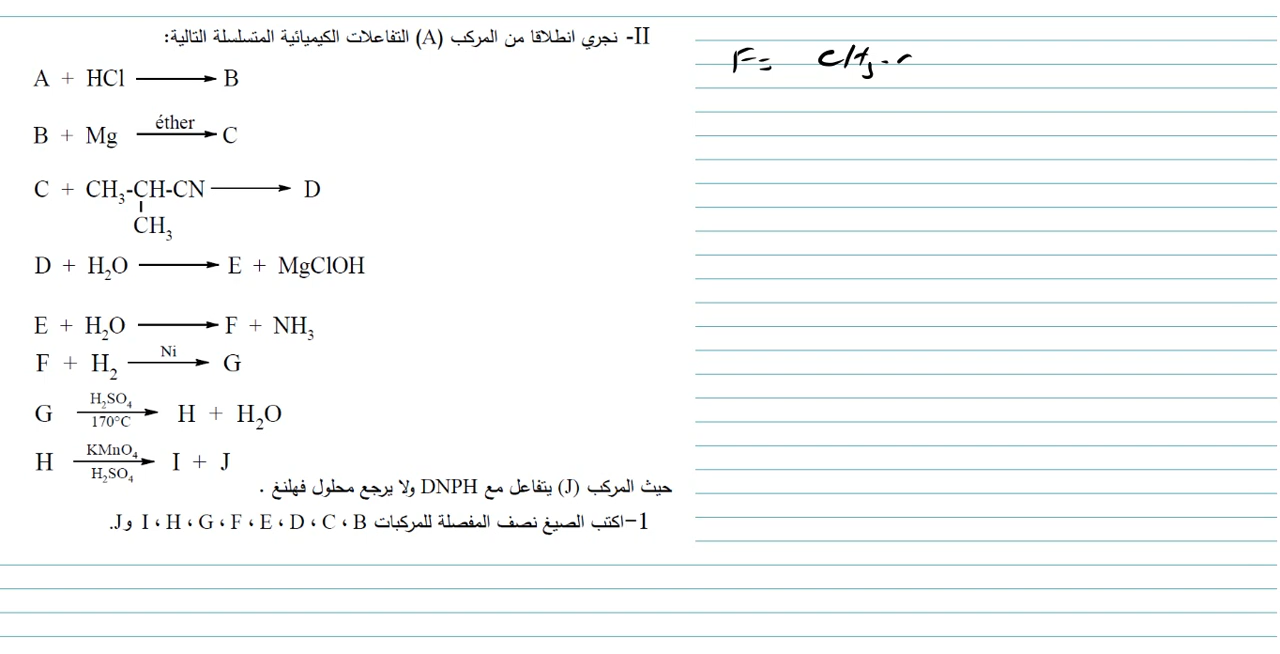 II- نجري انطلاقا من المركب (A) التفاعلات الكيميائية المتسلسلة التالية:
A + HCl ⟶ B
B + Mg ⟶ C
éther
C + CH₃-CH-CN ⟶ D
CH₃
D + H₂O ⟶ E + MgClOH
E + H₂O ⟶ F + NH₃
F + H₂ ⟶ G
Ni
G ⟶ H + H₂O
H₂SO₄
170°C
H ⟶ I + J
KMnO₄
H₂SO₄
حيث المركب (J) يتفاعل مع DNPH ولا يرجع محلول فهلنغ .
1-اكتب الصيغ نصف المفصلة للمركبات B ، C ، D ، E ، F ، G ، H ، I وJ.
F= CH₃-